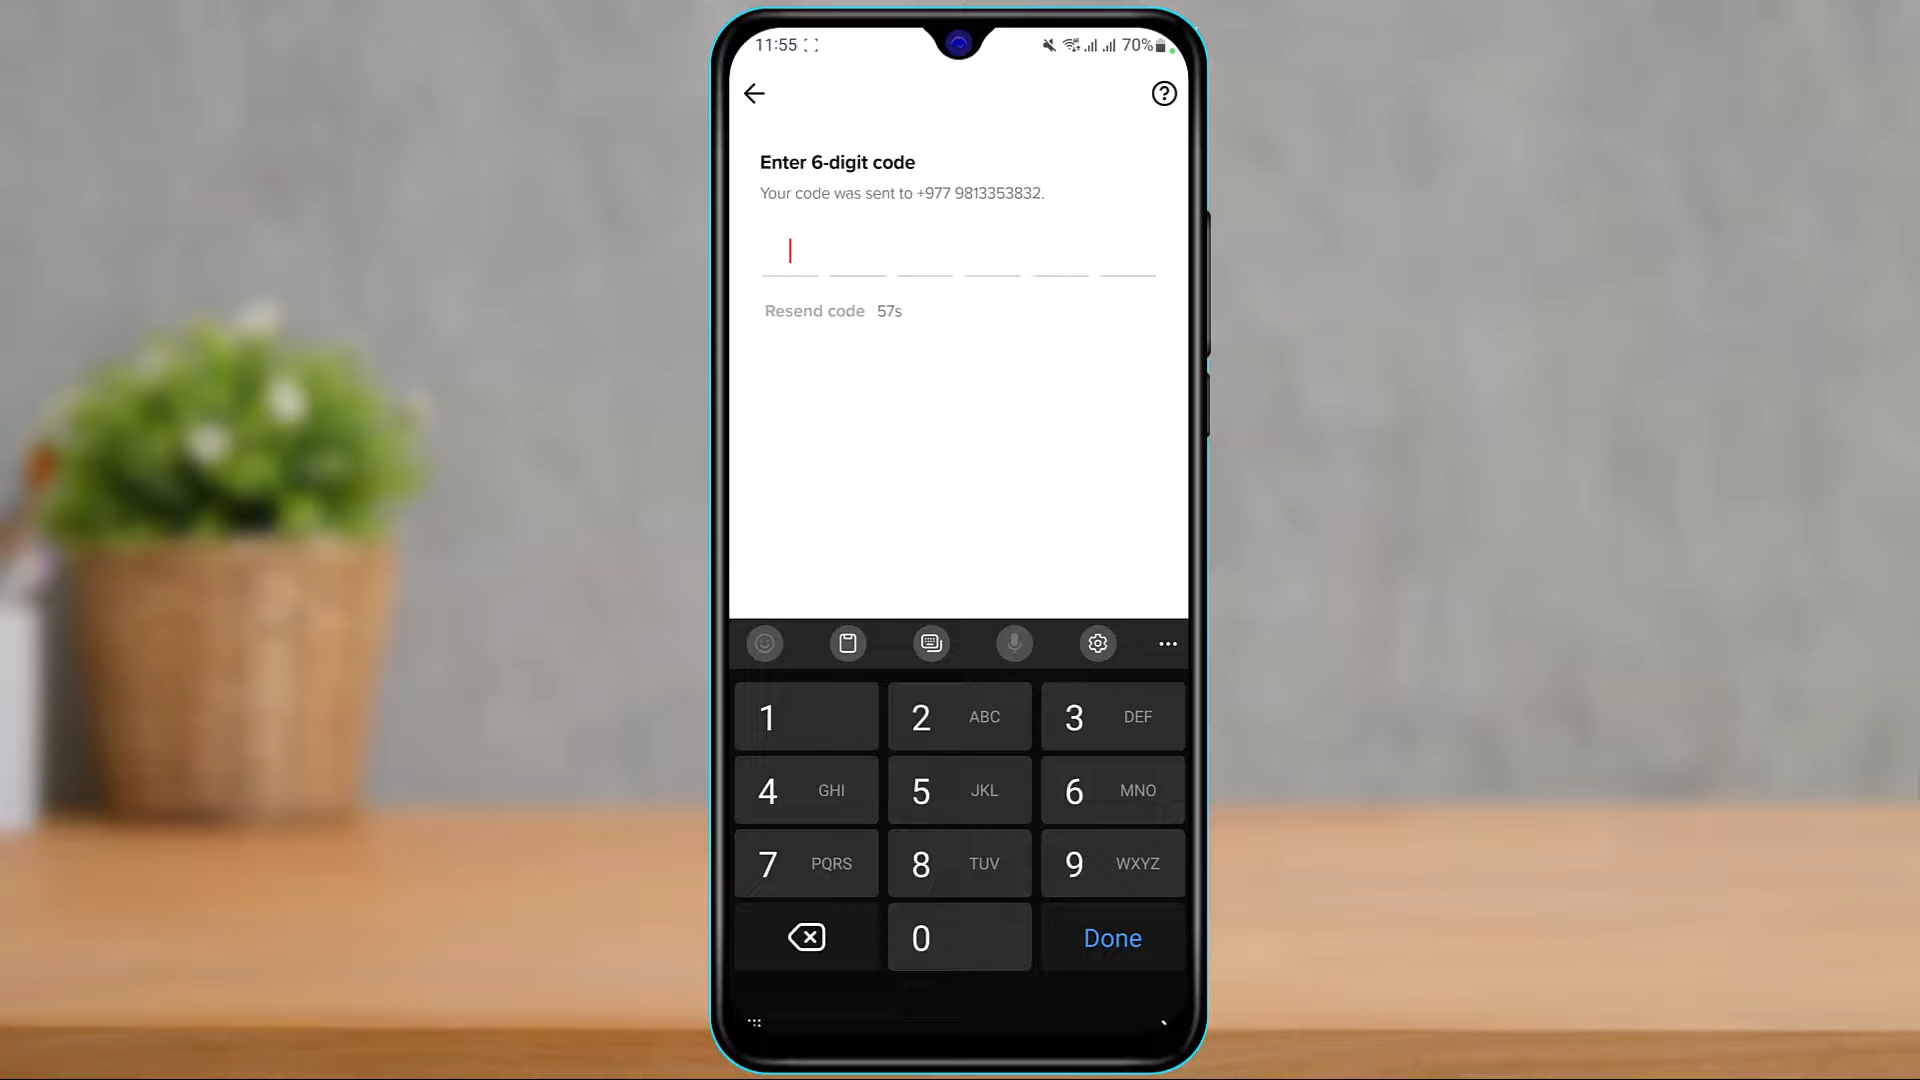 11:55
70%
Enter 6-digit code
Your code was sent to +977 9813353832.
Resend code 57s
1
2 ABC
3 DEF
4 GHI
5 JKL
6 MNO
7 PQRS
8 TUV
9 WXYZ
0
Done